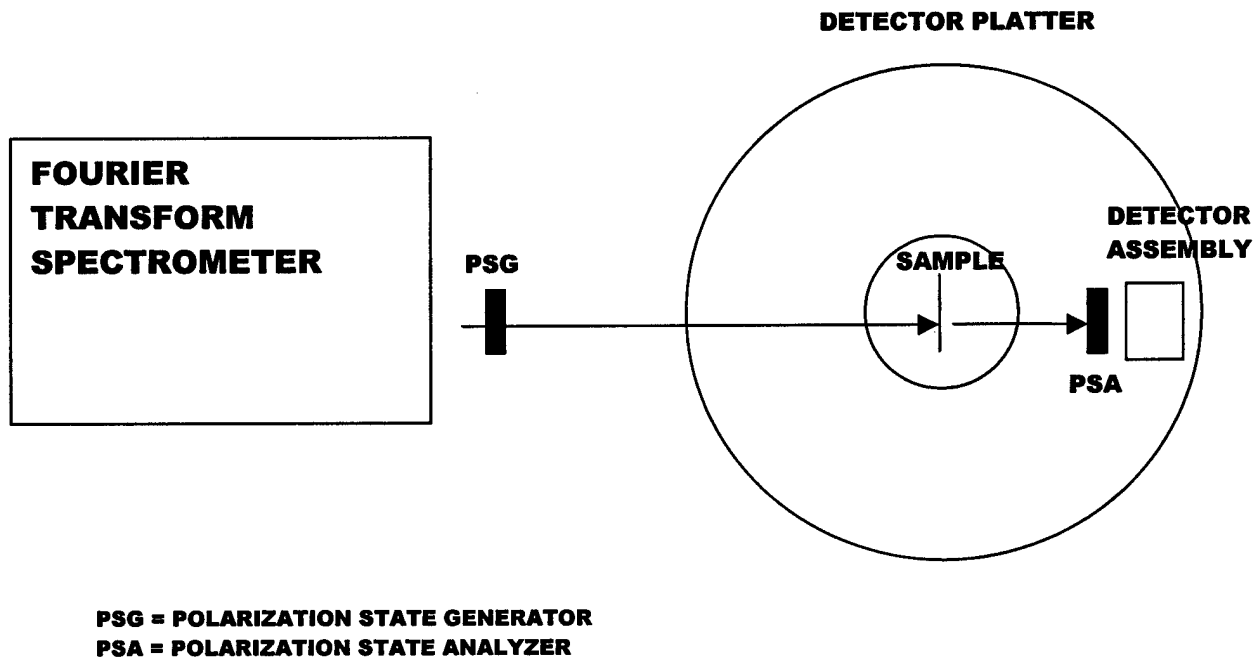 DETECTOR PLATTER
FOURIER
TRANSFORM
SPECTROMETER
PSG
SAMPLE
DETECTOR
ASSEMBLY
PSA
PSG = POLARIZATION STATE GENERATOR
PSA = POLARIZATION STATE ANALYZER